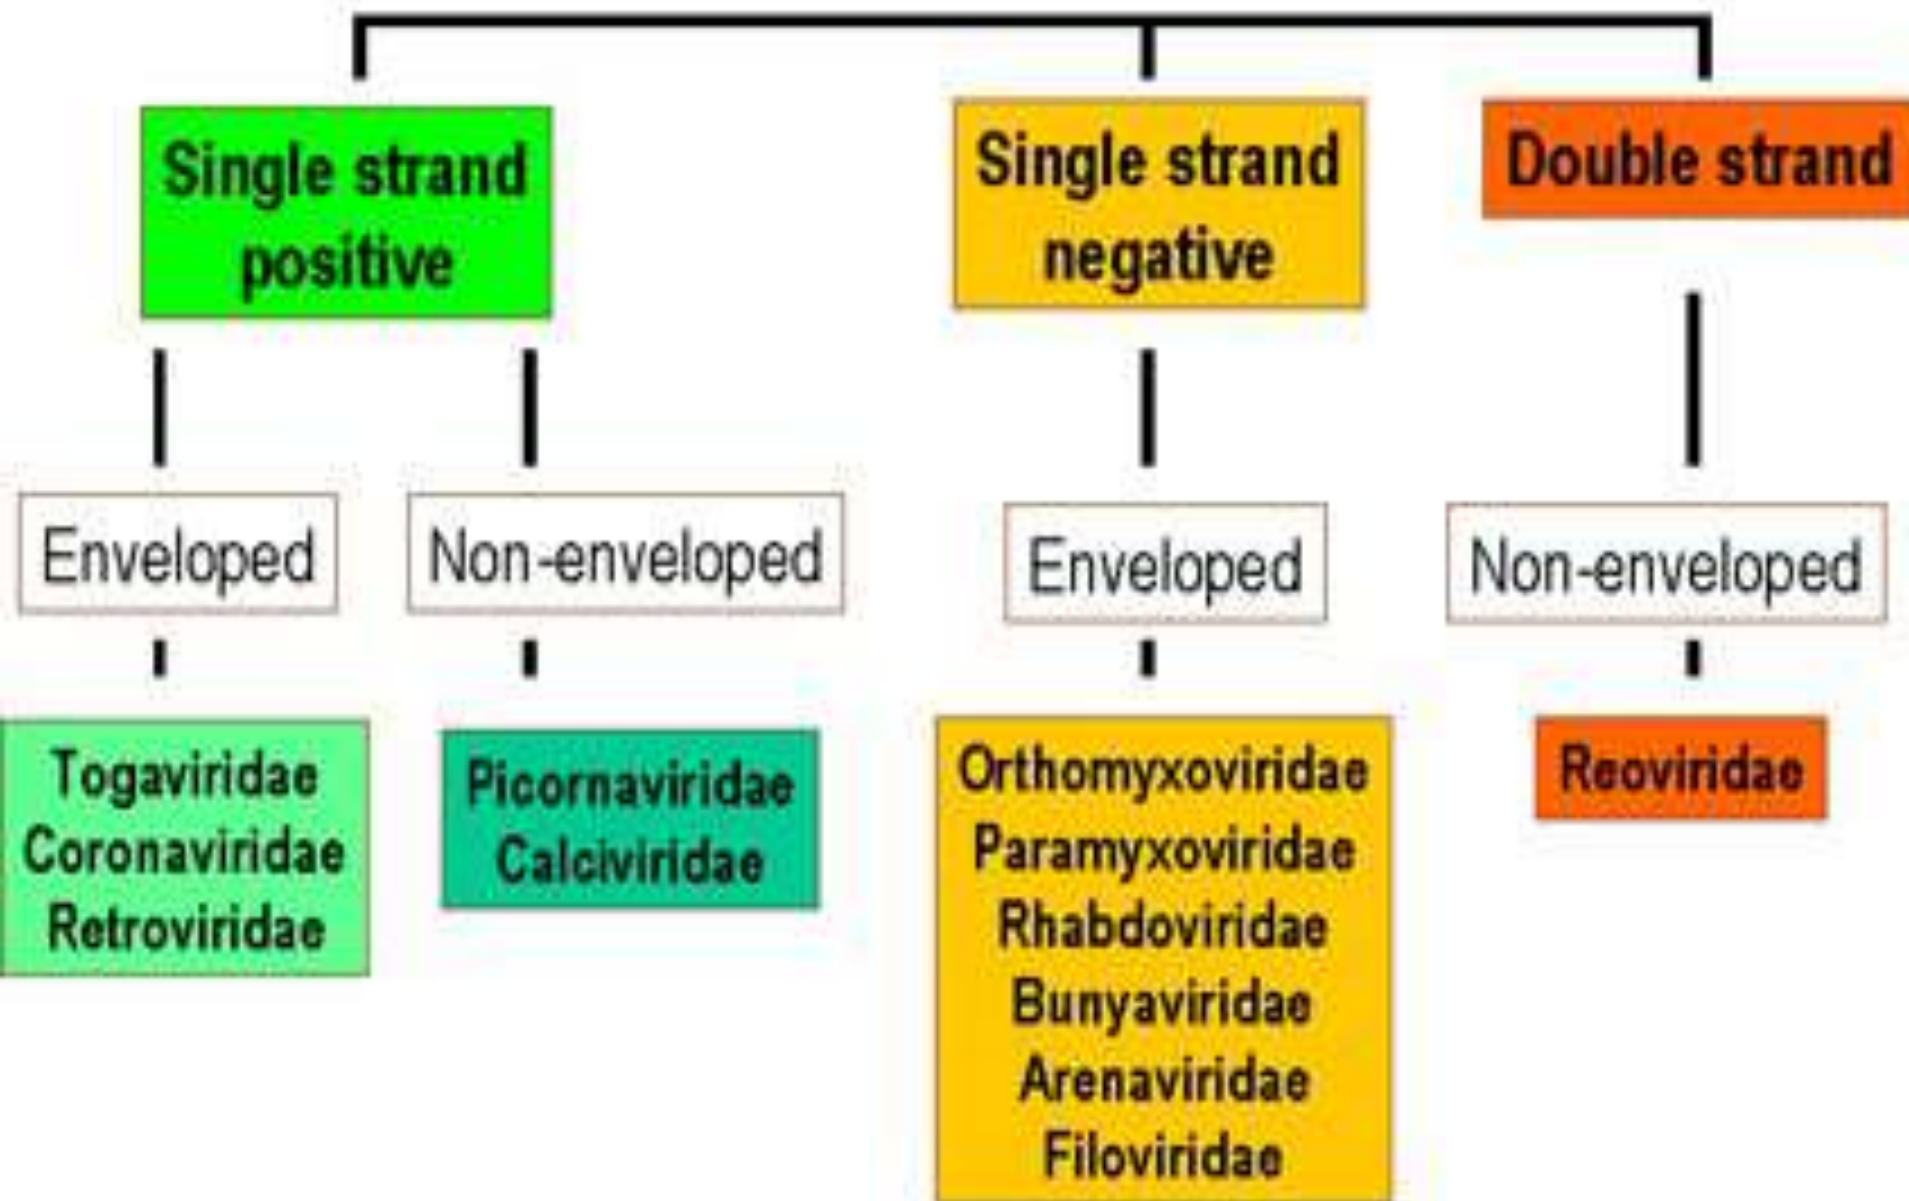 Single strand
positive
Single strand
negative
Double strand
Enveloped
Non-enveloped
Enveloped
Non-enveloped
Togaviridae
Coronaviridae
Retroviridae
Picornaviridae
Calciviridae
Orthomyxoviridae
Paramyxoviridae
Rhabdoviridae
Bunyaviridae
Arenaviridae
Filoviridae
Reoviridae